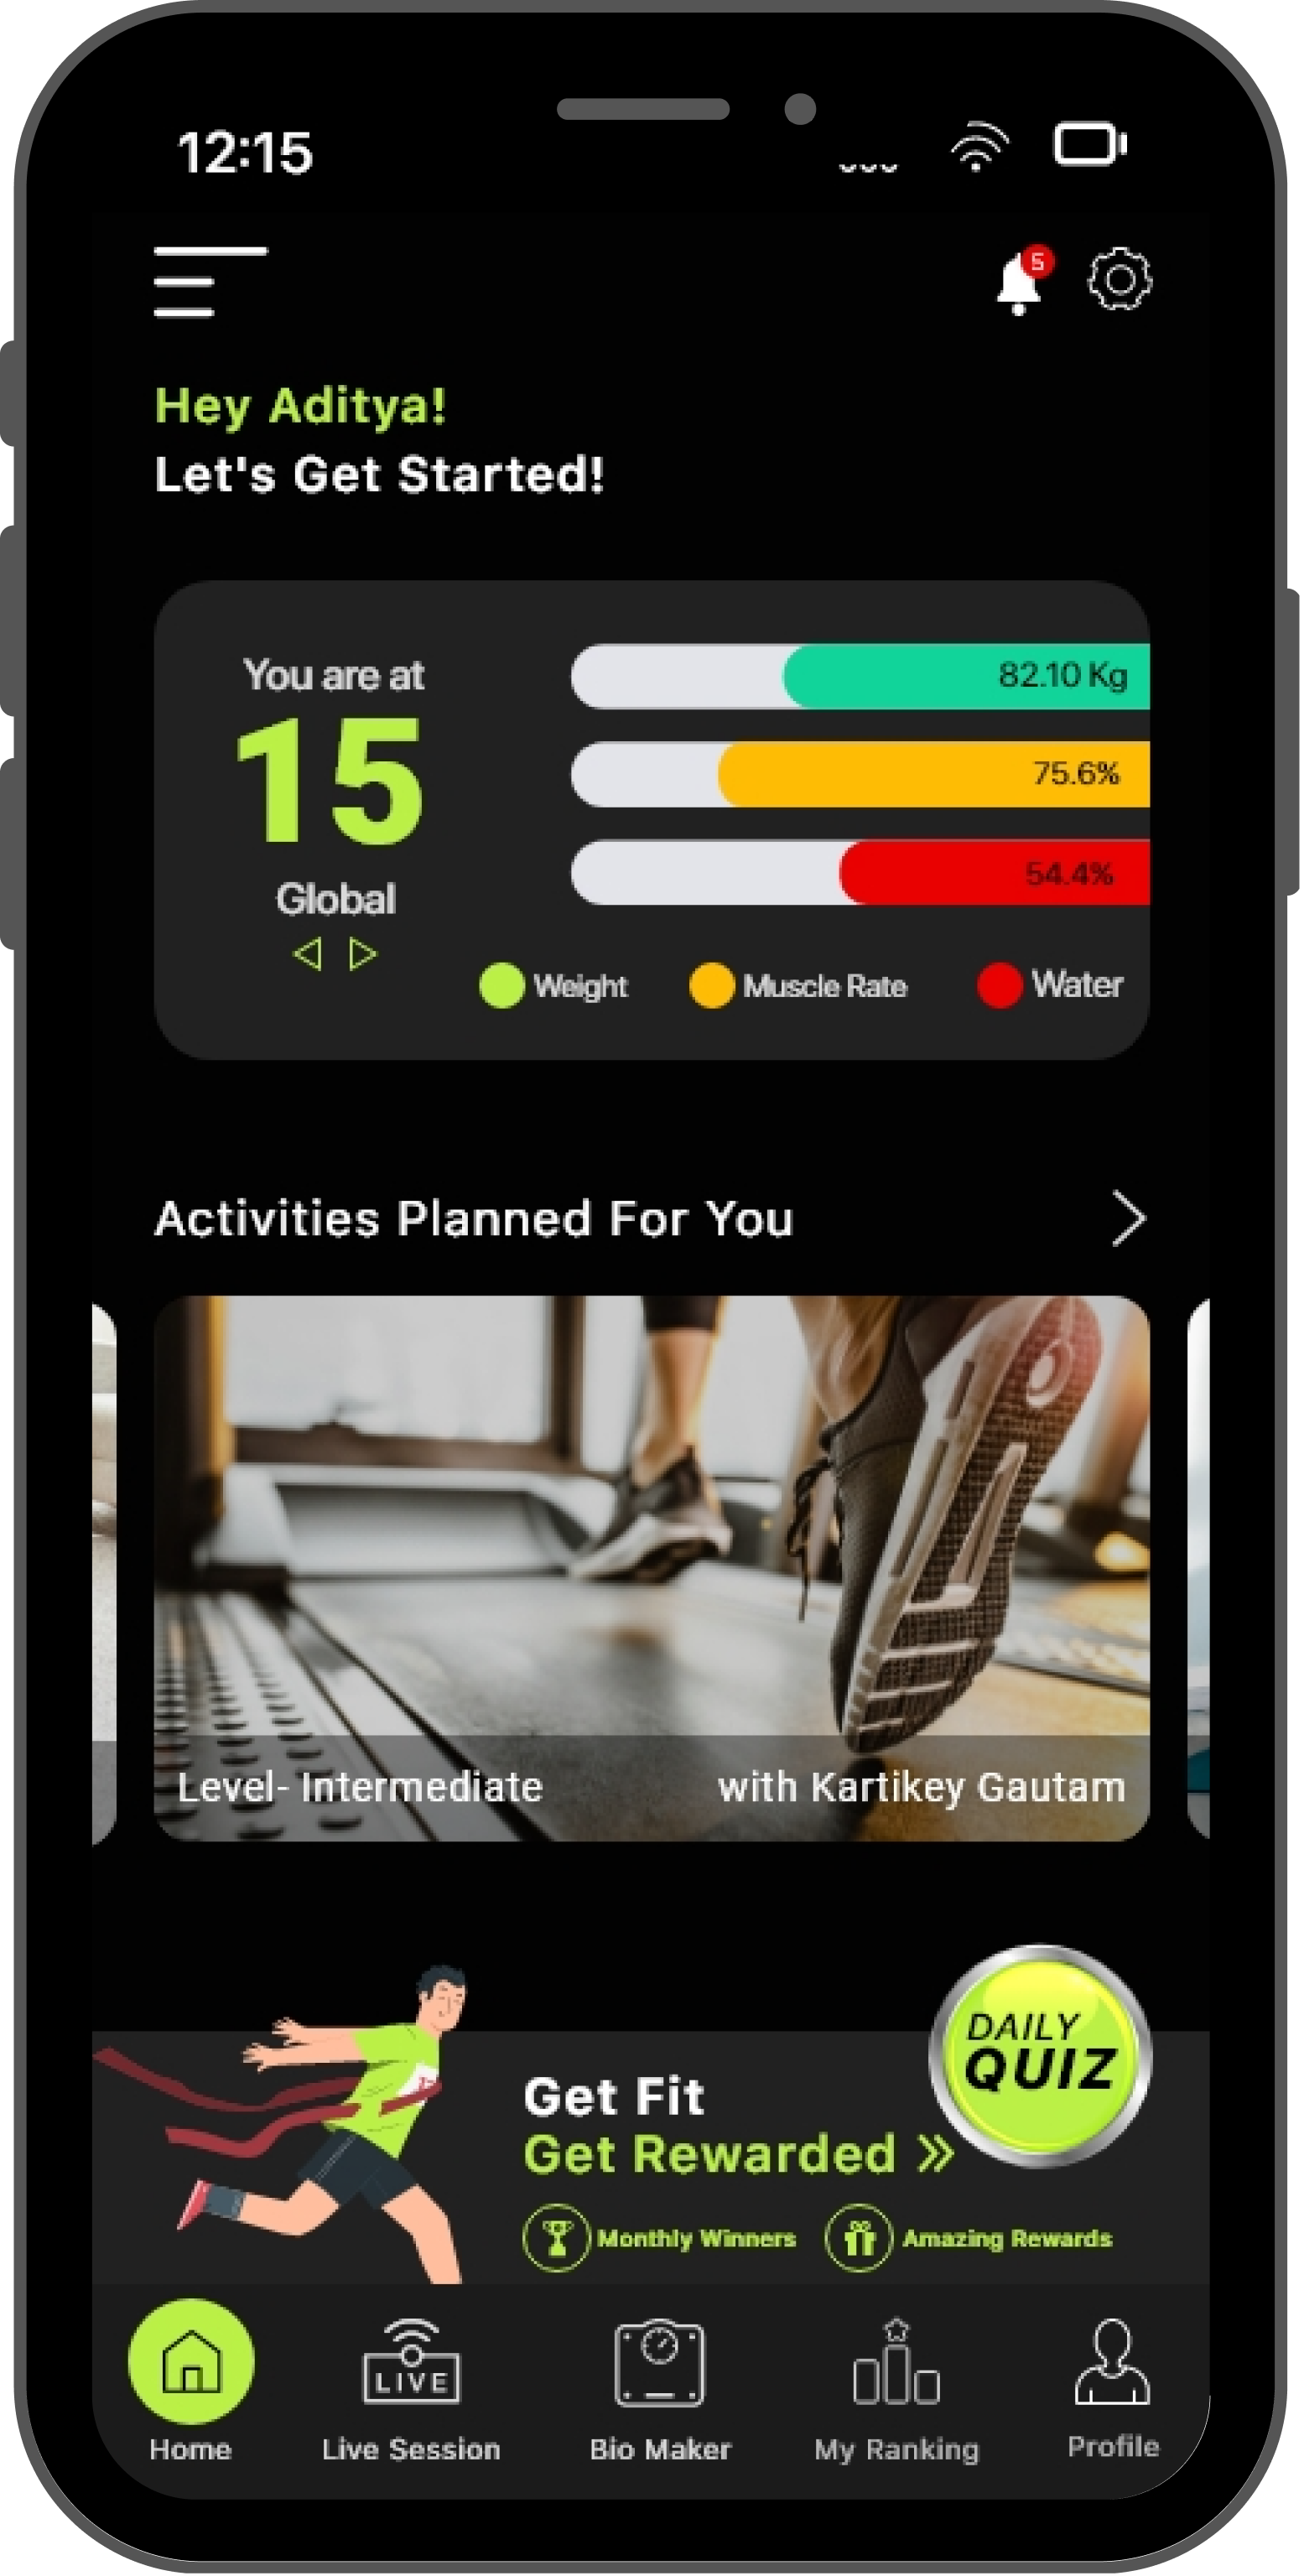 12:15
5
Hey Aditya!
Let's Get Started!
You are at
15
Global
82.10 Kg
75.6%
54.4%
Weight
Muscle Rate
Water
Activities Planned For You
Level- Intermediate
with Kartikey Gautam
DAILY
QUIZ
Get Fit
Get Rewarded
Monthly Winners
Amazing Rewards
LIVE
Home
Live Session
Bio Maker
My Ranking
Profile